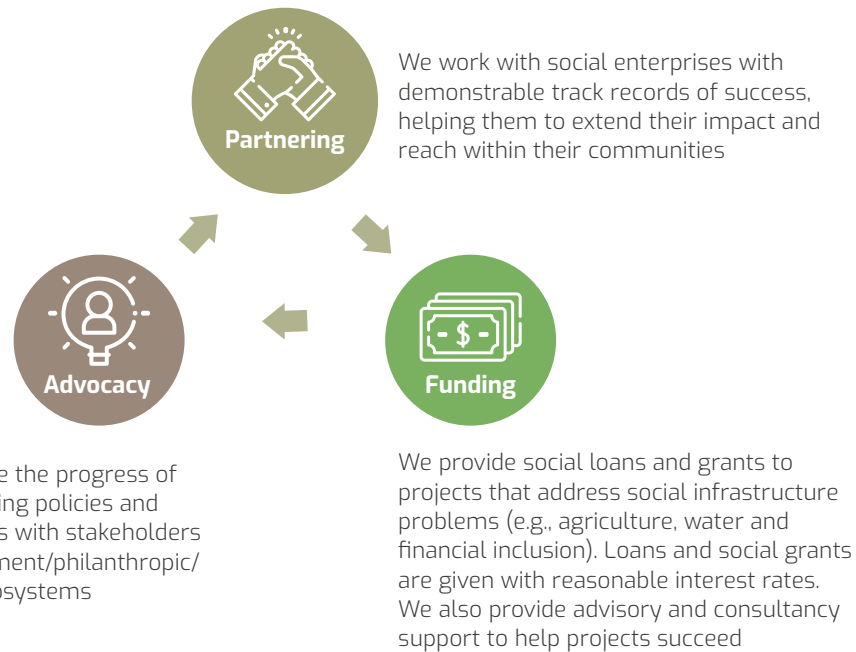 Partnering
We work with social enterprises with
demonstrable track records of success,
helping them to extend their impact and
reach within their communities
Advocacy
$
Funding
the progress of
policies and
with stakeholders
We provide social loans and grants to
projects that address social infrastructure
problems (e.g., agriculture, water and
financial inclusion). Loans and social grants
are given with reasonable interest rates.
We also provide advisory and consultancy
support to help projects succeed